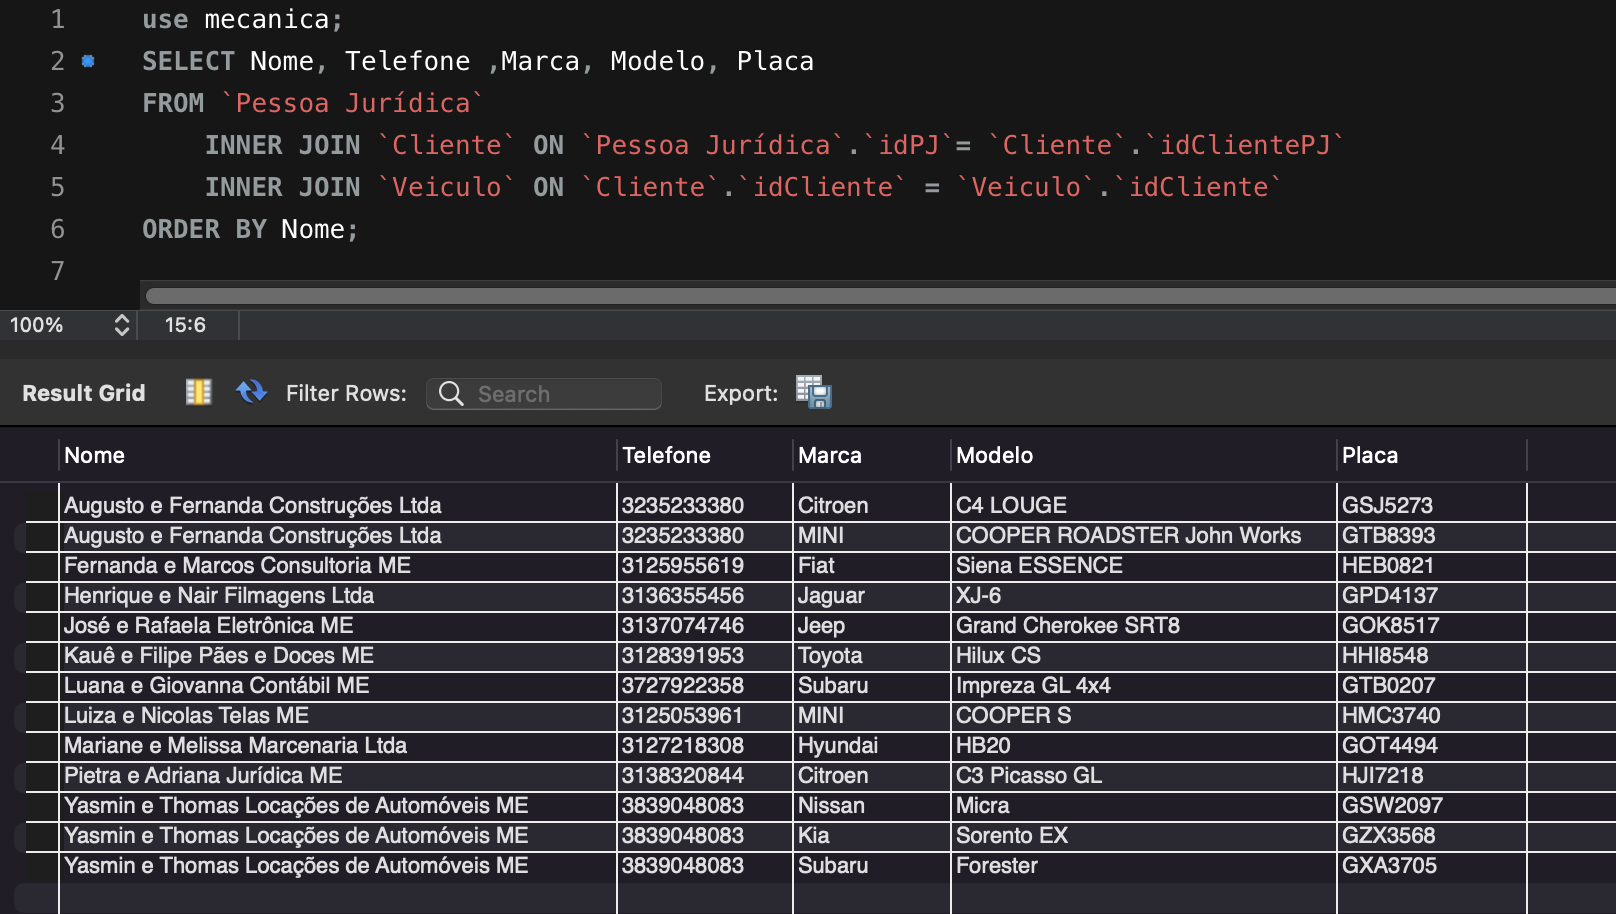 1 use mecanica;
2 SELECT Nome, Telefone ,Marca, Modelo, Placa
3 FROM `Pessoa Jurídica`
4 INNER JOIN `Cliente` ON `Pessoa Jurídica`.`idPJ`= `Cliente`.`idClientePJ`
5 INNER JOIN `Veiculo` ON `Cliente`.`idCliente` = `Veiculo`.`idCliente`
6 ORDER BY Nome;
7
100% 15:6
Result Grid Filter Rows: Search Export:
Nome Telefone Marca Modelo Placa
Augusto e Fernanda Construções Ltda 3235233380 Citroen C4 LOUGE GSJ5273
Augusto e Fernanda Construções Ltda 3235233380 MINI COOPER ROADSTER John Works GTB8393
Fernanda e Marcos Consultoria ME 3125955619 Fiat Siena ESSENCE HEB0821
Henrique e Nair Filmagens Ltda 3136355456 Jaguar XJ-6 GPD4137
José e Rafaela Eletrônica ME 3137074746 Jeep Grand Cherokee SRT8 GOK8517
Kauê e Filipe Pães e Doces ME 3128391953 Toyota Hilux CS HHI8548
Luana e Giovanna Contábil ME 3727922358 Subaru Impreza GL 4x4 GTB0207
Luiza e Nicolas Telas ME 3125053961 MINI COOPER S HMC3740
Mariane e Melissa Marcenaria Ltda 3127218308 Hyundai HB20 GOT4494
Pietra e Adriana Jurídica ME 3138320844 Citroen C3 Picasso GL HJI7218
Yasmin e Thomas Locações de Automóveis ME 3839048083 Nissan Micra GSW2097
Yasmin e Thomas Locações de Automóveis ME 3839048083 Kia Sorento EX GZX3568
Yasmin e Thomas Locações de Automóveis ME 3839048083 Subaru Forester GXA3705